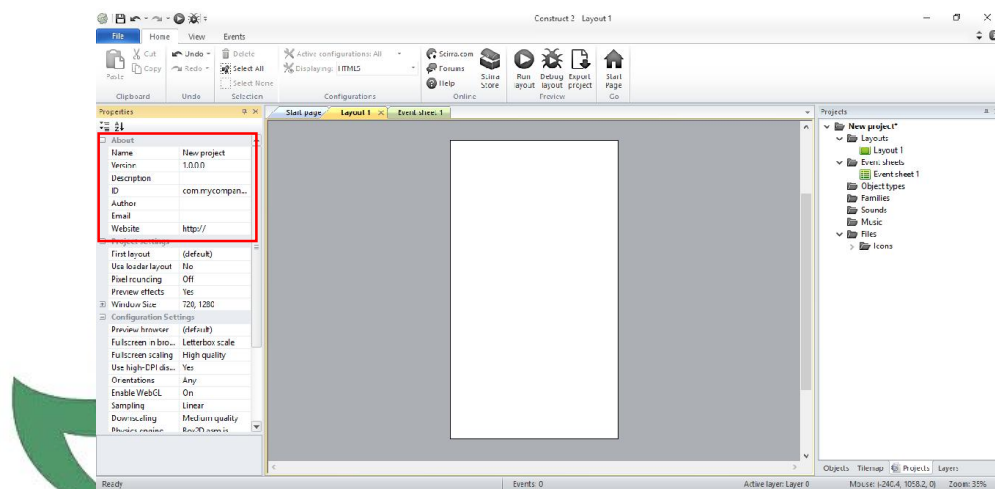 Construct 2 - Layout 1
File Home View Events
Paste Cut Copy Undo Redo Delete Select All Select None Active configurations: All Displaying: HTML5 Scirra.com Forums Help Scirra Store Run layout Debug layout Export project Start Page
Clipboard Undo Selection Configurations Online Preview Go
Properties
Start page Layout 1 Event sheet 1
Projects
About
Name New project
Version 1.0.0.0
Description
ID com.mycompan...
Author
Email
Website http://
Project settings
First layout (default)
Use loader layout No
Pixel rounding Off
Preview effects Yes
Window Size 720, 1280
Configuration Settings
Preview browser (default)
Fullscreen in bro... Letterbox scale
Fullscreen scaling High quality
Use high-DPI dis... Yes
Orientations Any
Enable WebGL On
Sampling Linear
Downscaling Medium quality
Physics engine Box2D asm.js
New project*
Layouts
Layout 1
Event sheets
Event sheet 1
Object types
Families
Sounds
Music
Files
Icons
Objects Tilemap Projects Layers
Ready Events: 0 Active layer: Layer 0 Mouse: (-240.4, 1058.2, 0) Zoom: 35%